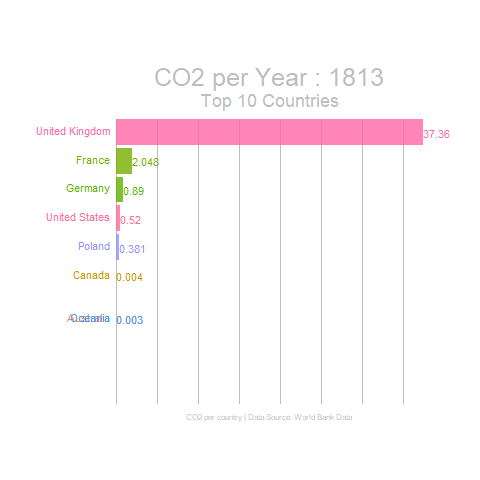 CO2 per Year : 1813
Top 10 Countries
United Kingdom 37.36
France 2.048
Germany 0.89
United States 0.52
Poland 0.381
Canada 0.004
Oceania 0.003
CO2 per country | Data Source: World Bank Data